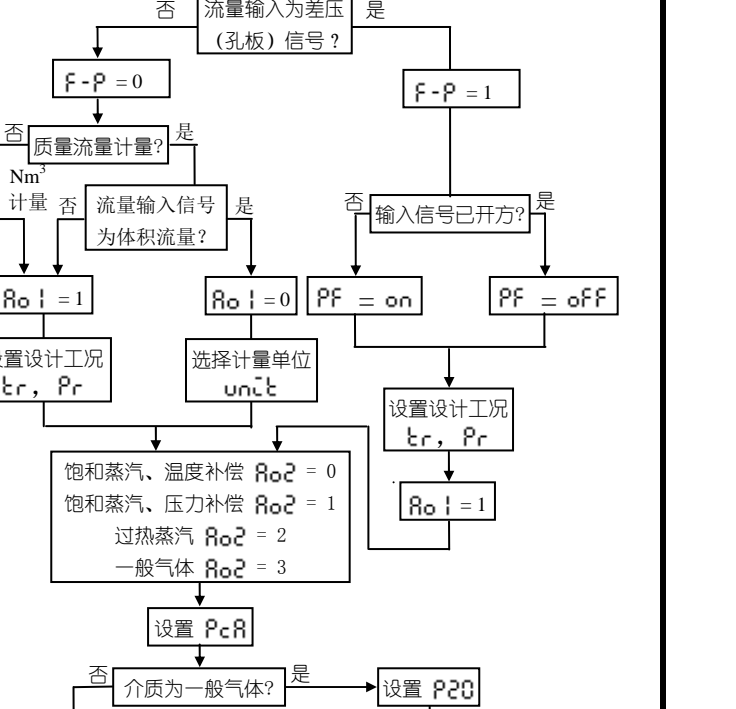 否
流量输入为差压
是
（孔板）信号？
F-P = 0
F-P = 1
否
质量流量计量?
是
Nm³
计量
否
流量输入信号
为体积流量？
是
否
输入信号已开方?
是
Ao1 = 1
Ao1 = 0
PF = on
PF = oFF
置设计工况
tr，Pr
选择计量单位
unit
设置设计工况
tr，Pr
饱和蒸汽、温度补偿 Ao2 = 0
饱和蒸汽、压力补偿 Ao2 = 1
过热蒸汽 Ao2 = 2
一般气体 Ao2 = 3
Ao1 = 1
设置 PcA
否
介质为一般气体?
是
设置 P20